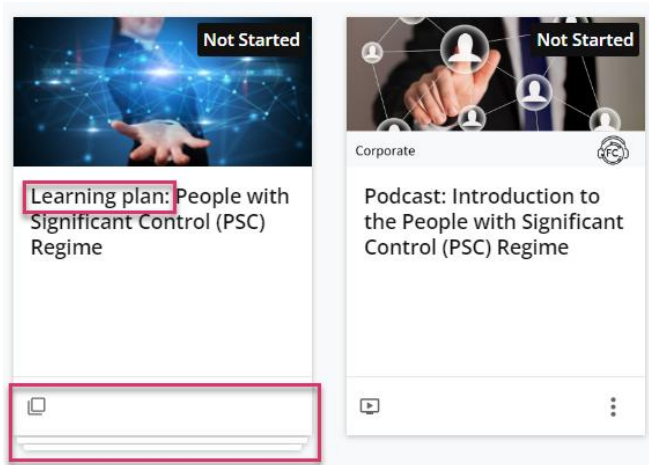 Not Started
Learning plan: People with
Significant Control (PSC)
Regime
Not Started
Corporate
FC
Podcast: Introduction to
the People with Significant
Control (PSC) Regime